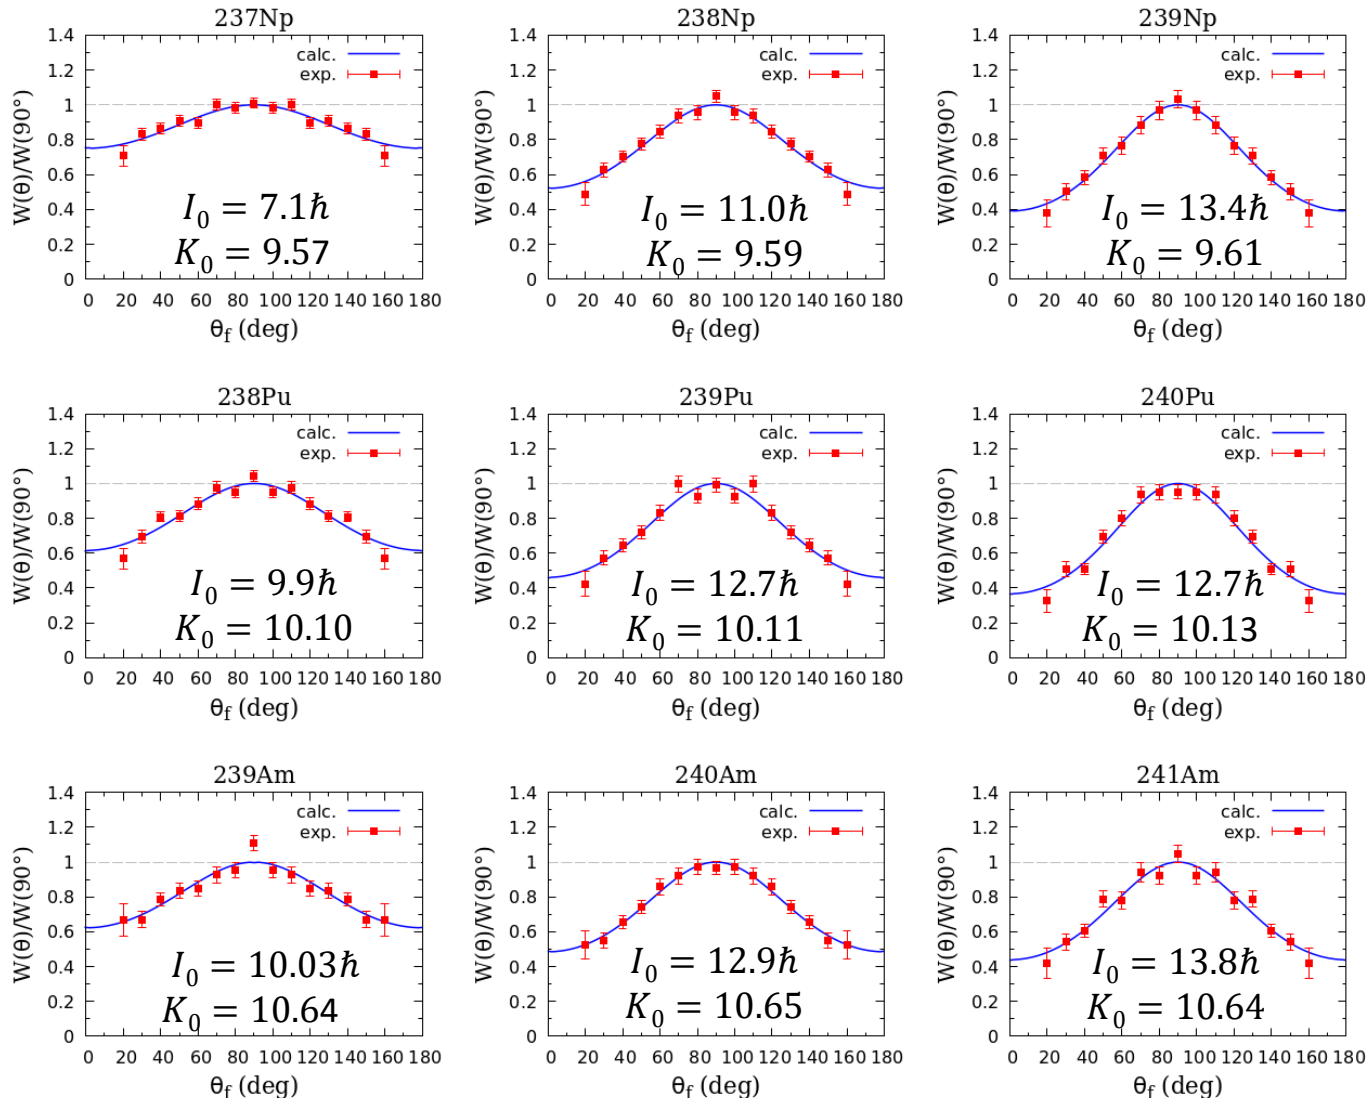 237Np
1.4
1.2
1
0.8
0.6
0.4
0.2
0
calc.
exp.
I₀ = 7.1ℏ
K₀ = 9.57
0 20 40 60 80 100 120 140 160 180
W(θ)/W(90°)
θf (deg)
238Np
1.4
1.2
1
0.8
0.6
0.4
0.2
0
calc.
exp.
I₀ = 11.0ℏ
K₀ = 9.59
0 20 40 60 80 100 120 140 160 180
W(θ)/W(90°)
θf (deg)
239Np
1.4
1.2
1
0.8
0.6
0.4
0.2
0
calc.
exp.
I₀ = 13.4ℏ
K₀ = 9.61
0 20 40 60 80 100 120 140 160 180
W(θ)/W(90°)
θf (deg)
238Pu
1.4
1.2
1
0.8
0.6
0.4
0.2
0
calc.
exp.
I₀ = 9.9ℏ
K₀ = 10.10
0 20 40 60 80 100 120 140 160 180
W(θ)/W(90°)
θf (deg)
239Pu
1.4
1.2
1
0.8
0.6
0.4
0.2
0
calc.
exp.
I₀ = 12.7ℏ
K₀ = 10.11
0 20 40 60 80 100 120 140 160 180
W(θ)/W(90°)
θf (deg)
240Pu
1.4
1.2
1
0.8
0.6
0.4
0.2
0
calc.
exp.
I₀ = 12.7ℏ
K₀ = 10.13
0 20 40 60 80 100 120 140 160 180
W(θ)/W(90°)
θf (deg)
239Am
1.4
1.2
1
0.8
0.6
0.4
0.2
0
calc.
exp.
I₀ = 10.03ℏ
K₀ = 10.64
0 20 40 60 80 100 120 140 160 180
W(θ)/W(90°)
θf (deg)
240Am
1.4
1.2
1
0.8
0.6
0.4
0.2
0
calc.
exp.
I₀ = 12.9ℏ
K₀ = 10.65
0 20 40 60 80 100 120 140 160 180
W(θ)/W(90°)
θf (deg)
241Am
1.4
1.2
1
0.8
0.6
0.4
0.2
0
calc.
exp.
I₀ = 13.8ℏ
K₀ = 10.64
0 20 40 60 80 100 120 140 160 180
W(θ)/W(90°)
θf (deg)